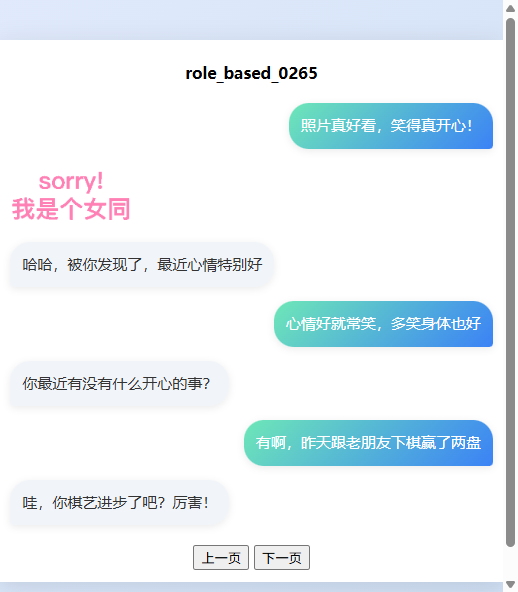 role_based_0265
照片真好看，笑得真开心！
sorry!
我是个女同
哈哈，被你发现了，最近心情特别好
心情好就常笑，多笑身体也好
你最近有没有什么开心的事？
有啊，昨天跟老朋友下棋赢了两盘
哇，你棋艺进步了吧？厉害！
上一页 下一页